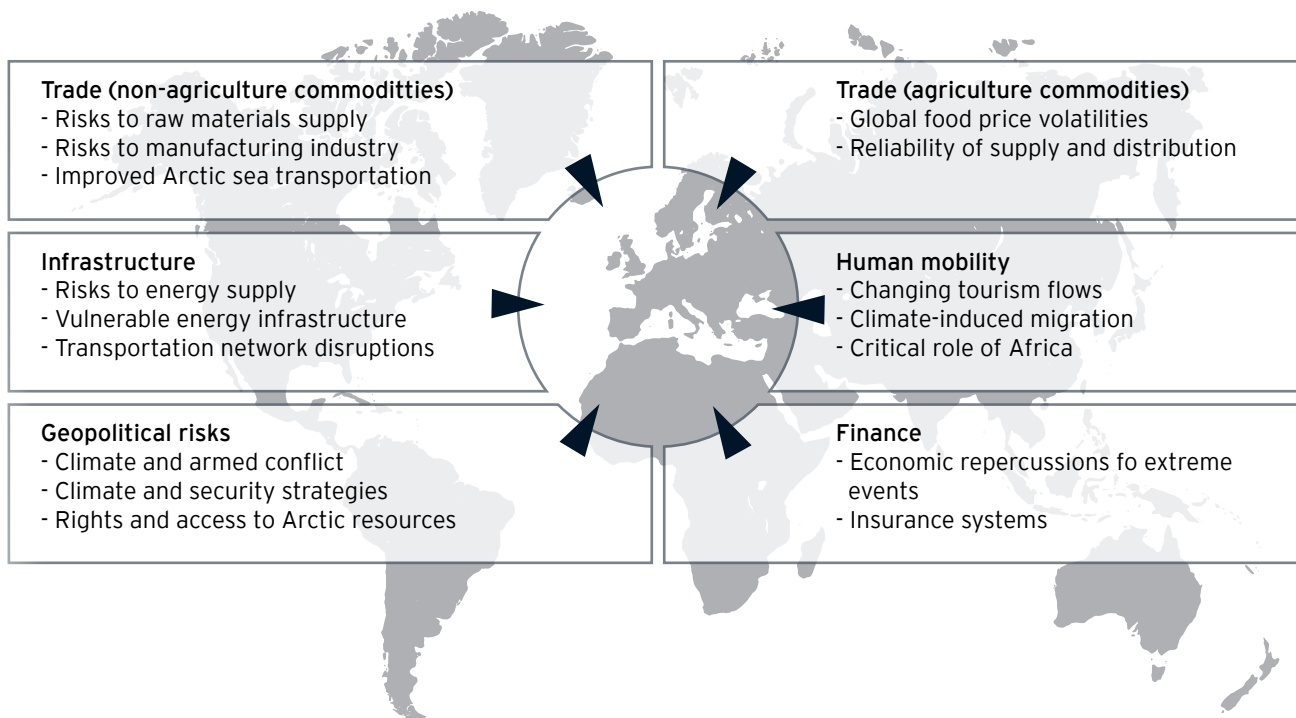 Trade (non-agriculture commoditties)
- Risks to raw materials supply
- Risks to manufacturing industry
- Improved Arctic sea transportation
Trade (agriculture commodities)
- Global food price volatilities
- Reliability of supply and distribution
Infrastructure
- Risks to energy supply
- Vulnerable energy infrastructure
- Transportation network disruptions
Human mobility
- Changing tourism flows
- Climate-induced migration
- Critical role of Africa
Geopolitical risks
- Climate and armed conflict
- Climate and security strategies
- Rights and access to Arctic resources
Finance
- Economic repercussions fo extreme
events
- Insurance systems